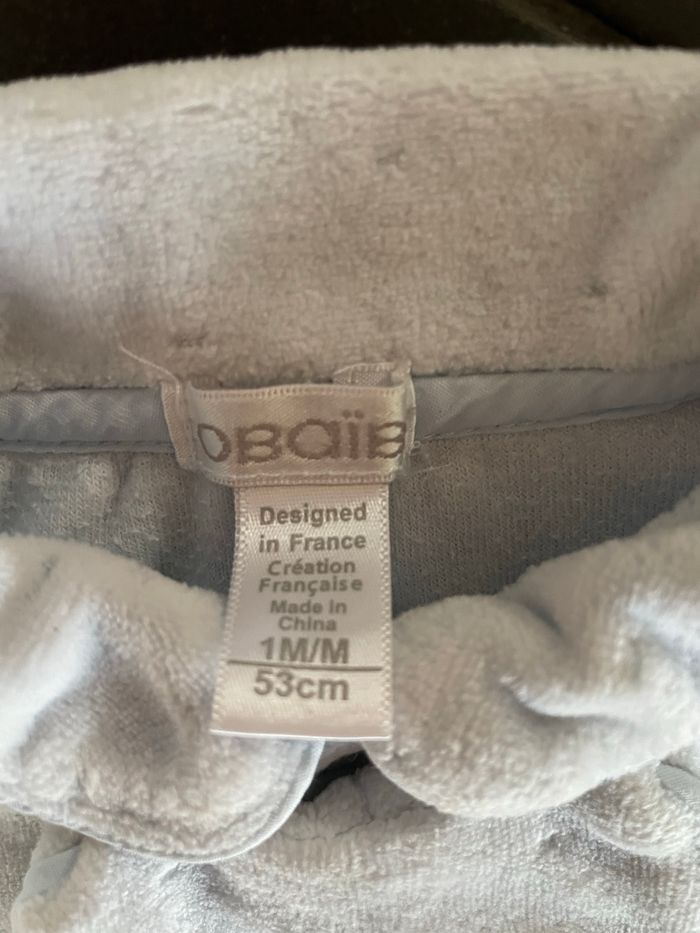 OBaïB
Designed
in France
Création
Française
Made in
China
1M/M
53cm